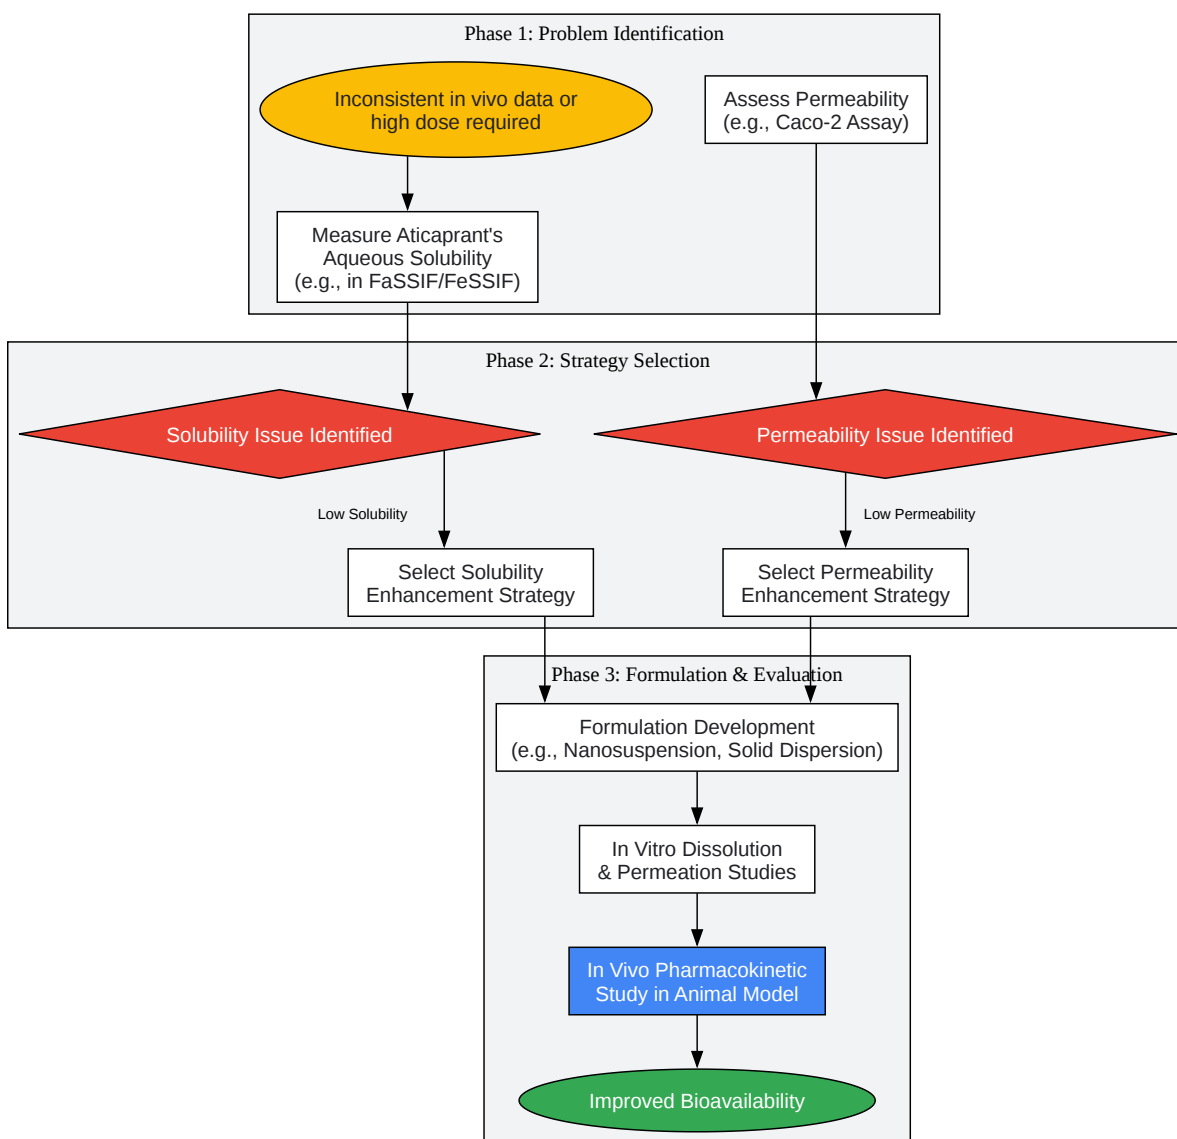 Phase 1: Problem Identification
Inconsistent in vivo data or
high dose required
Assess Permeability
(e.g., Caco-2 Assay)
Measure Aticaprant's
Aqueous Solubility
(e.g., in FaSSIF/FeSSIF)
Phase 2: Strategy Selection
Solubility Issue Identified
Permeability Issue Identified
Low Solubility
Low Permeability
Select Solubility
Enhancement Strategy
Select Permeability
Enhancement Strategy
Phase 3: Formulation & Evaluation
Formulation Development
(e.g., Nanosuspension, Solid Dispersion)
In Vitro Dissolution
& Permeation Studies
In Vivo Pharmacokinetic
Study in Animal Model
Improved Bioavailability